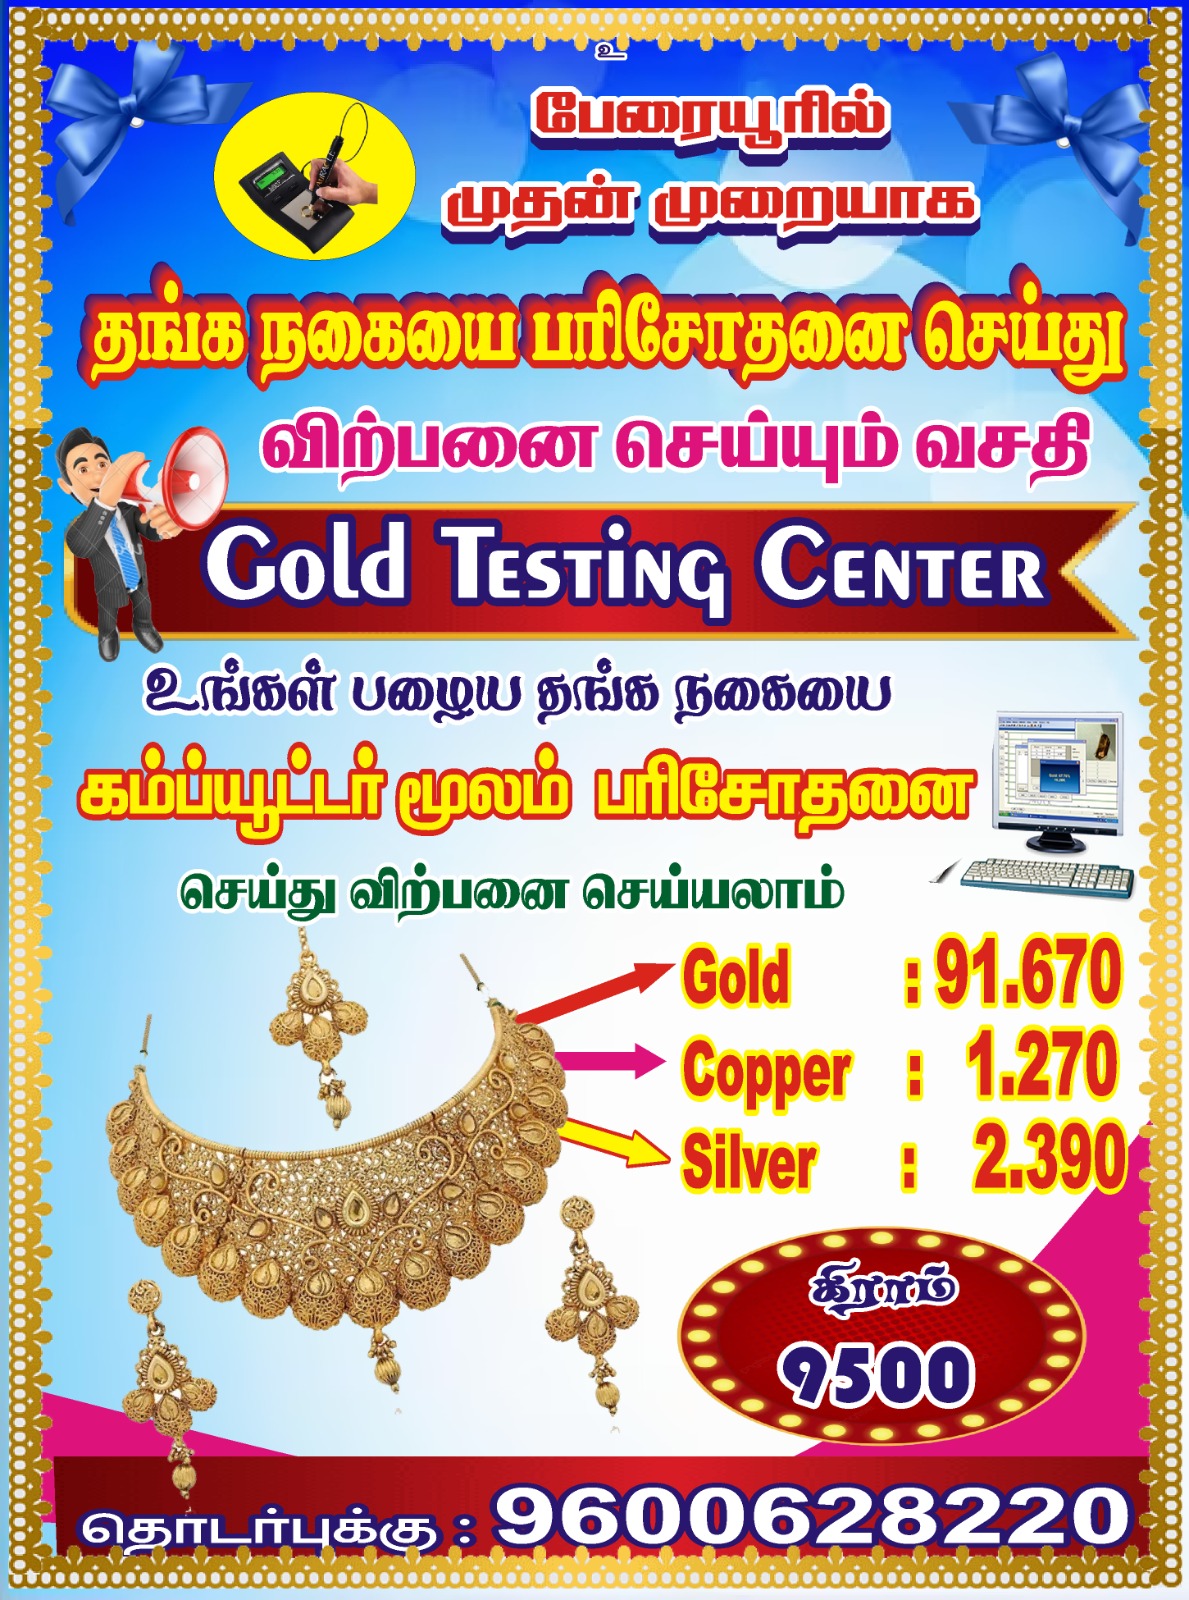 உ
பேரையூரில்
முதன் முறையாக
தங்க நகையை பரிசோதனை செய்து
விற்பனை செய்யும் வசதி
Gold Testing Center
உங்கள் பழைய தங்க நகையை
கம்ப்யூட்டர் மூலம் பரிசோதனை
செய்து விற்பனை செய்யலாம்
Gold : 91.670
Copper : 1.270
Silver : 2.390
கிராம்
9500
தொடர்புக்கு : 9600628220